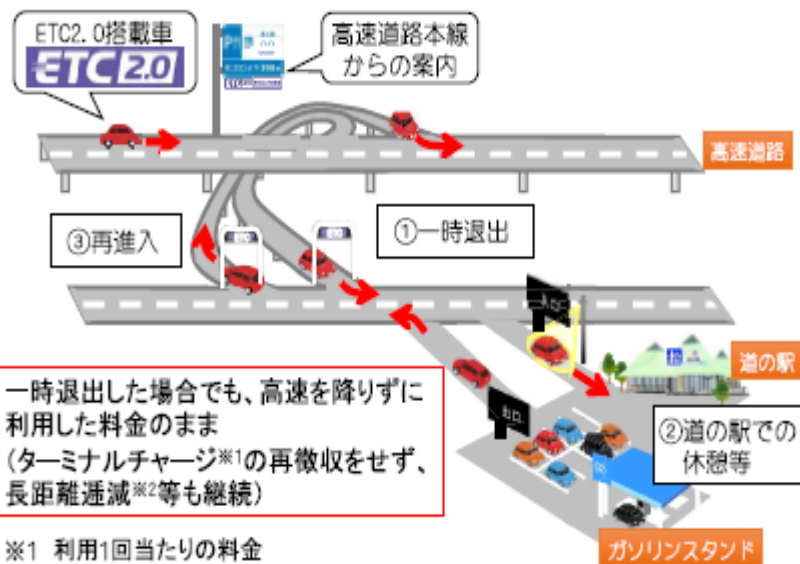 ETC2.0搭載車
ETC2.0
高速道路本線
からの案内
高速道路
③再進入
①一時退出
ETC
ETC
入口
道の駅
一時退出した場合でも、高速を降りずに
利用した料金のまま
(ターミナルチャージ※1の再徴収をせず、
長距離逓減※2等も継続)
出口
②道の駅での
休憩等
※1 利用1回当たりの料金
ガソリンスタンド